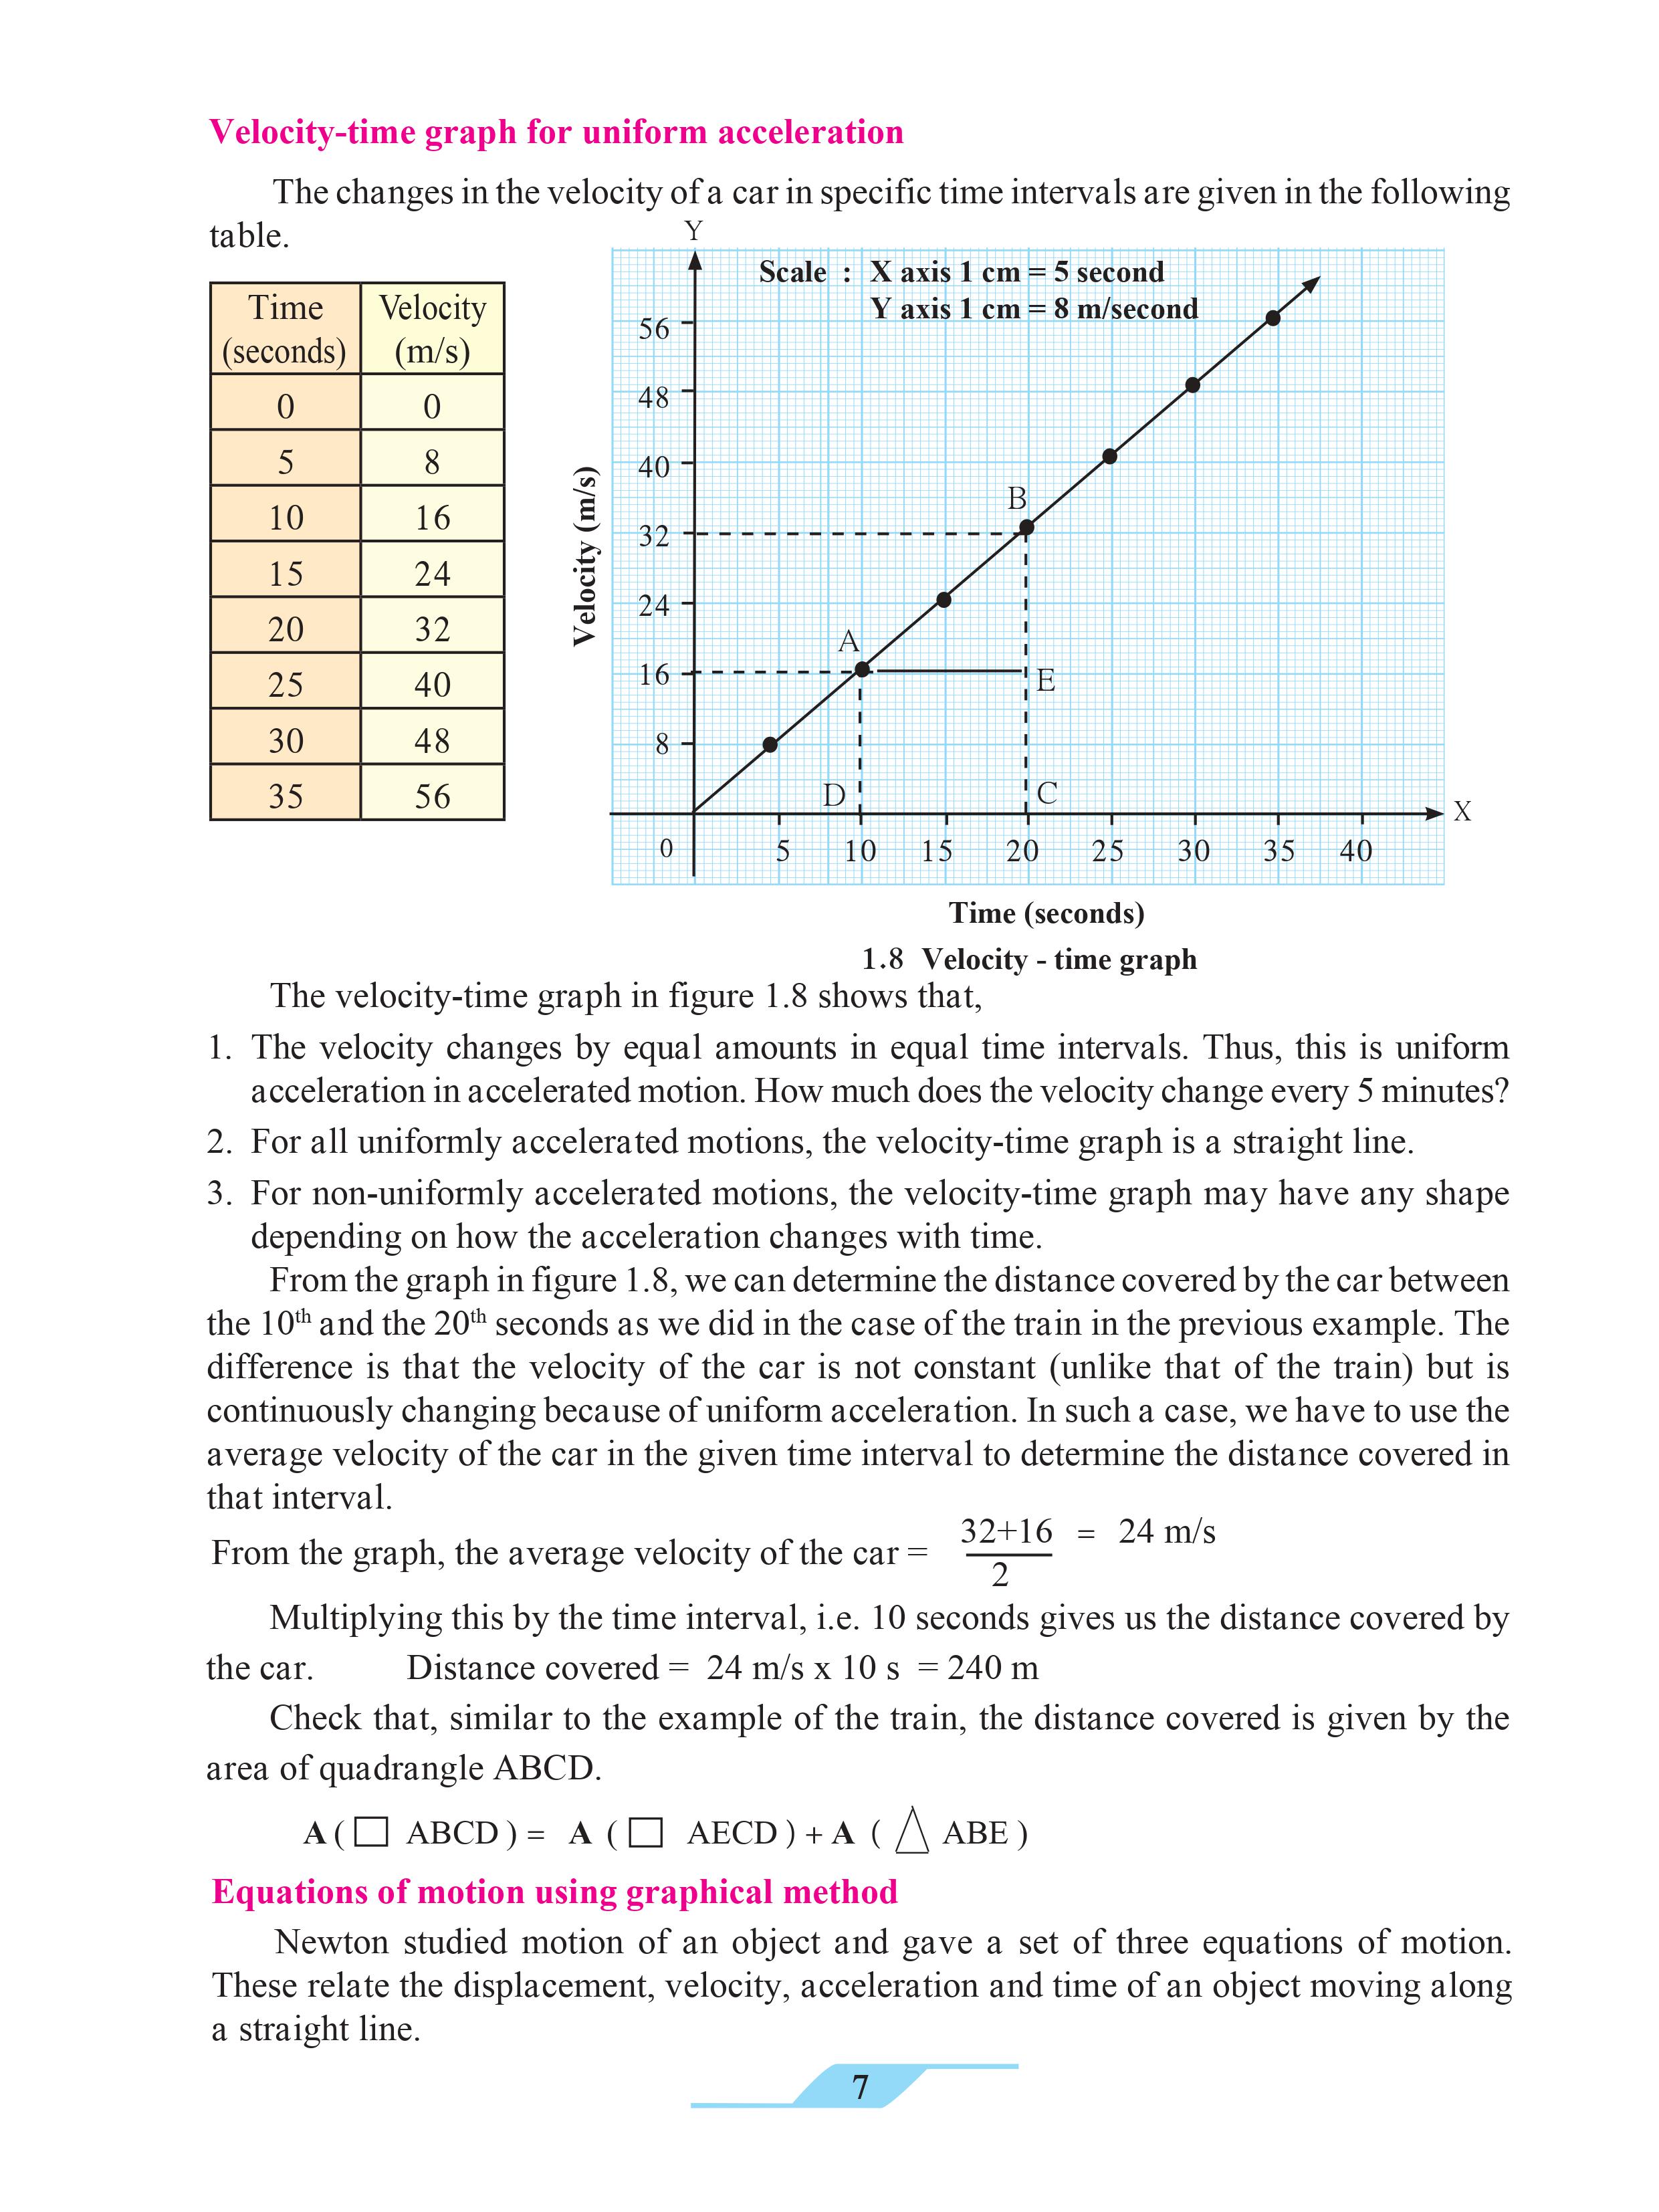 Velocity-time graph for uniform acceleration
The changes in the velocity of a car in specific time intervals are given in the following
table.
Time (seconds) Velocity (m/s)
0 0
5 8
10 16
15 24
20 32
25 40
30 48
35 56
Y
Scale : X axis 1 cm = 5 second
Y axis 1 cm = 8 m/second
Velocity (m/s)
56
48
40
32
24
16
8
B
A
E
D
C
X
0 5 10 15 20 25 30 35 40
Time (seconds)
1.8 Velocity - time graph
The velocity-time graph in figure 1.8 shows that,
1. The velocity changes by equal amounts in equal time intervals. Thus, this is uniform
acceleration in accelerated motion. How much does the velocity change every 5 minutes?
2. For all uniformly accelerated motions, the velocity-time graph is a straight line.
3. For non-uniformly accelerated motions, the velocity-time graph may have any shape
depending on how the acceleration changes with time.
From the graph in figure 1.8, we can determine the distance covered by the car between
the 10th and the 20th seconds as we did in the case of the train in the previous example. The
difference is that the velocity of the car is not constant (unlike that of the train) but is
continuously changing because of uniform acceleration. In such a case, we have to use the
average velocity of the car in the given time interval to determine the distance covered in
that interval.
From the graph, the average velocity of the car = 32+16 = 24 m/s
2
Multiplying this by the time interval, i.e. 10 seconds gives us the distance covered by
the car. Distance covered = 24 m/s x 10 s = 240 m
Check that, similar to the example of the train, the distance covered is given by the
area of quadrangle ABCD.
A ( □ ABCD ) = A ( □ AECD ) + A ( △ ABE )
Equations of motion using graphical method
Newton studied motion of an object and gave a set of three equations of motion.
These relate the displacement, velocity, acceleration and time of an object moving along
a straight line.
7